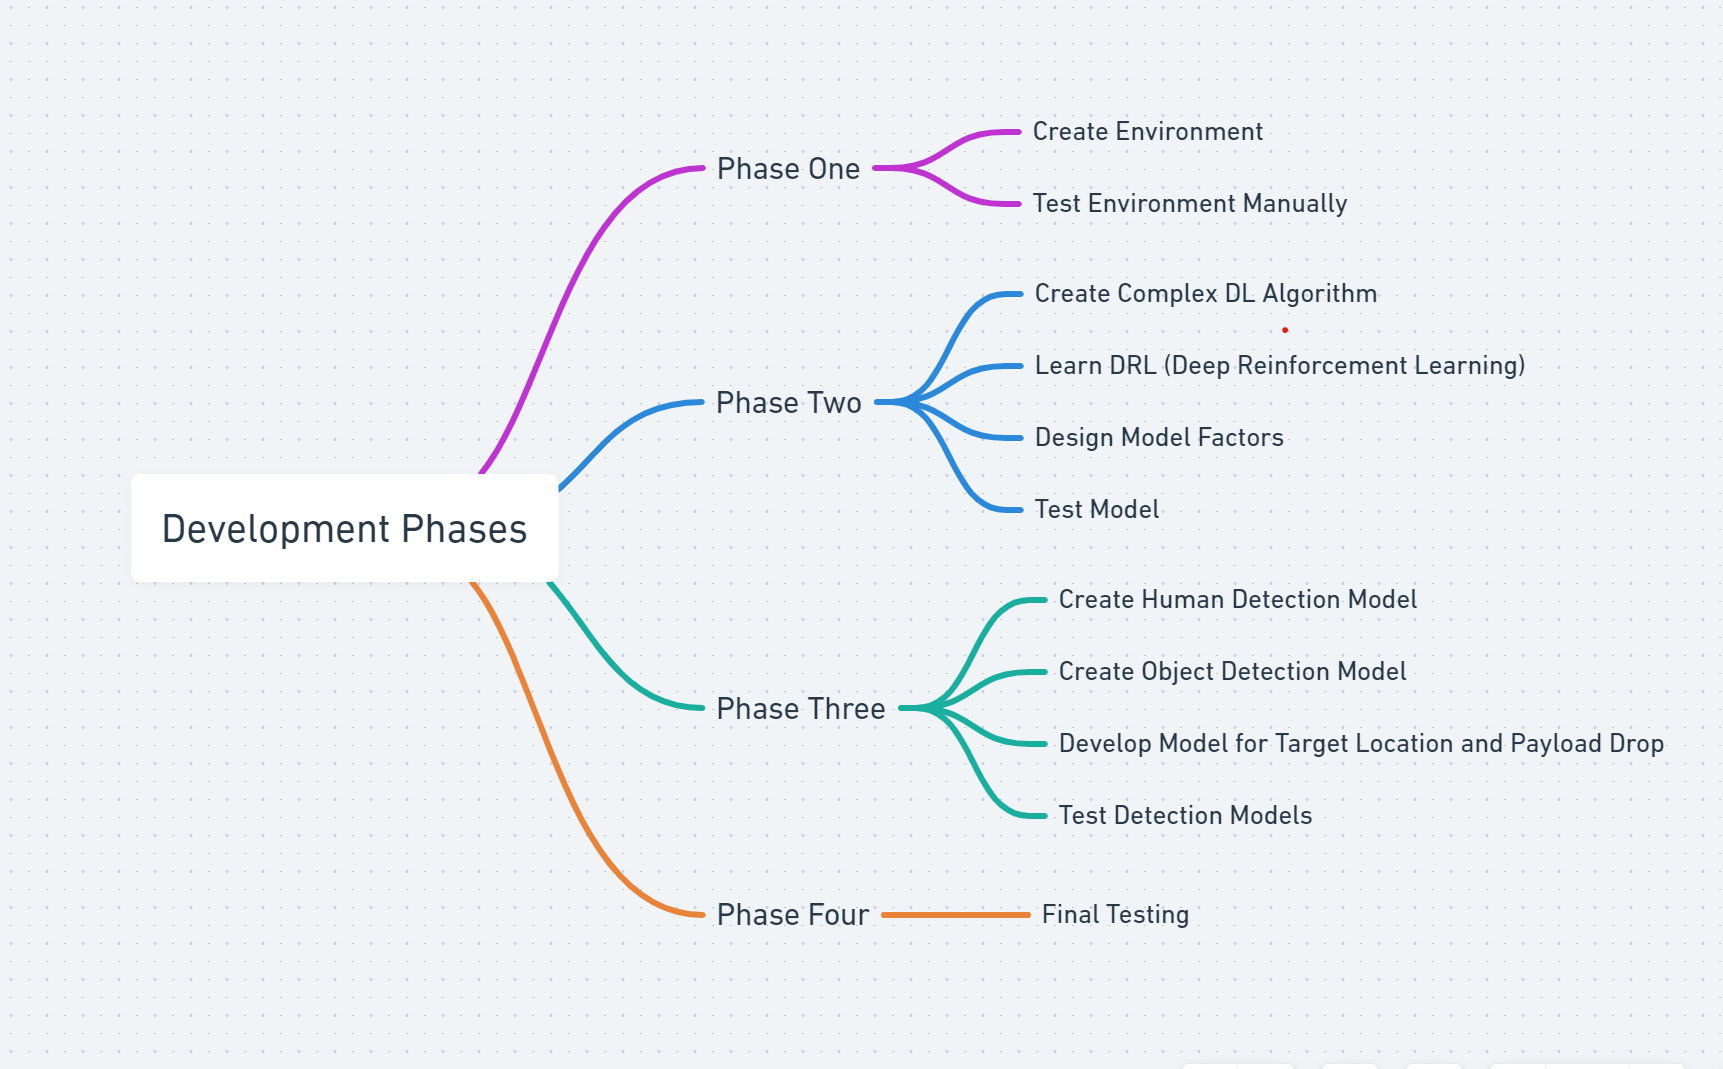 Development Phases
Phase One
Create Environment
Test Environment Manually
Phase Two
Create Complex DL Algorithm
Learn DRL (Deep Reinforcement Learning)
Design Model Factors
Test Model
Phase Three
Create Human Detection Model
Create Object Detection Model
Develop Model for Target Location and Payload Drop
Test Detection Models
Phase Four
Final Testing